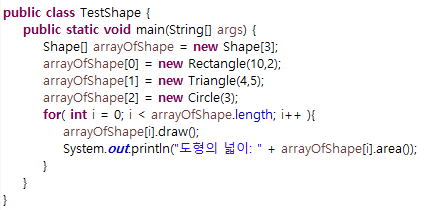 public class TestShape {
public static void main(String[] args) {
Shape[] arrayOfShape = new Shape[3];
arrayOfShape[0] = new Rectangle(10,2);
arrayOfShape[1] = new Triangle(4,5);
arrayOfShape[2] = new Circle(3);
for( int i = 0; i < arrayOfShape.length; i++ ){
arrayOfShape[i].draw();
System.out.println("도형의 넓이: " + arrayOfShape[i].area());
}
}
}